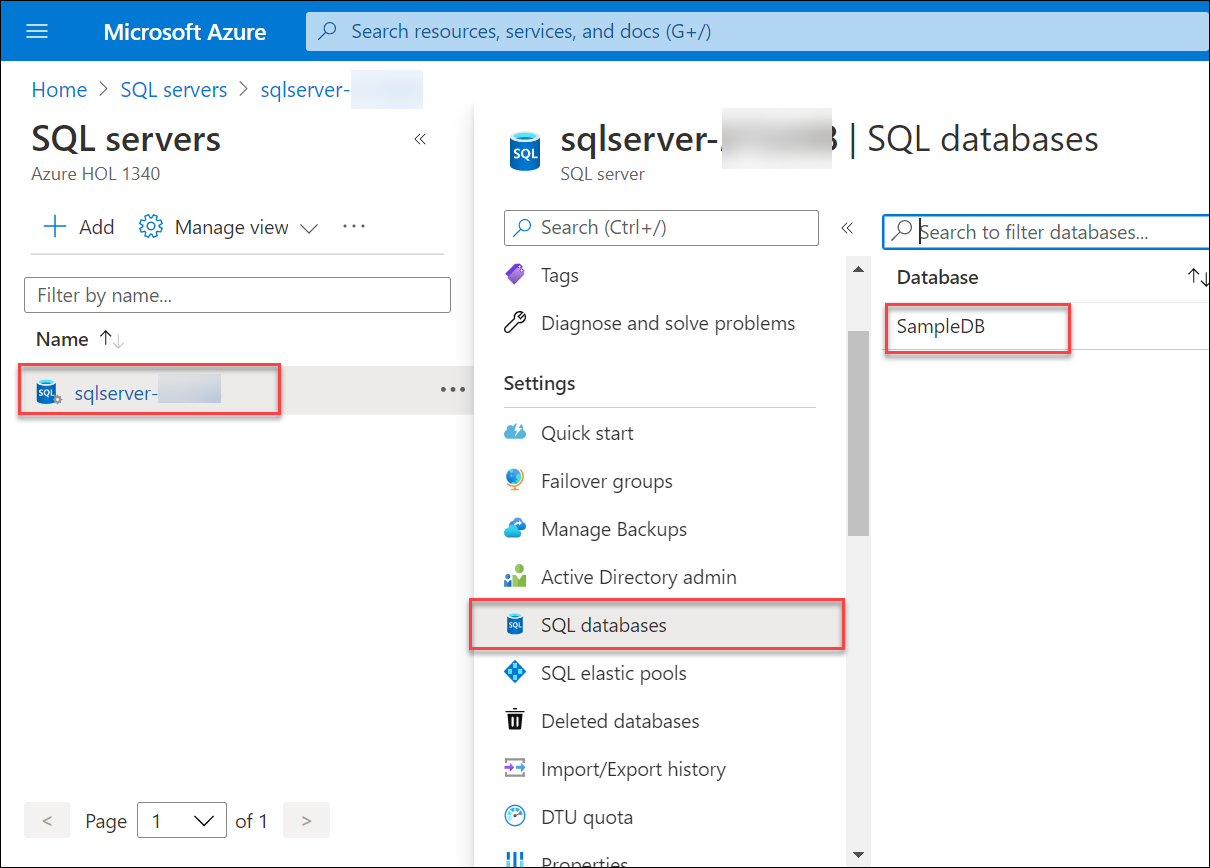 Microsoft Azure
Search resources, services, and docs (G+/)
Home > SQL servers > sqlserver-
SQL servers
Azure HOL 1340
Add
Manage view
...
Filter by name...
Name
SQL
sqlserver-
...
< Page 1 of 1 >
SQL
sqlserver- | SQL databases
SQL server
Search (Ctrl+/)
«
Tags
Diagnose and solve problems
Settings
Quick start
Failover groups
Manage Backups
Active Directory admin
SQL
SQL databases
SQL elastic pools
Deleted databases
Import/Export history
DTU quota
Properties
Search to filter databases...
Database
SampleDB